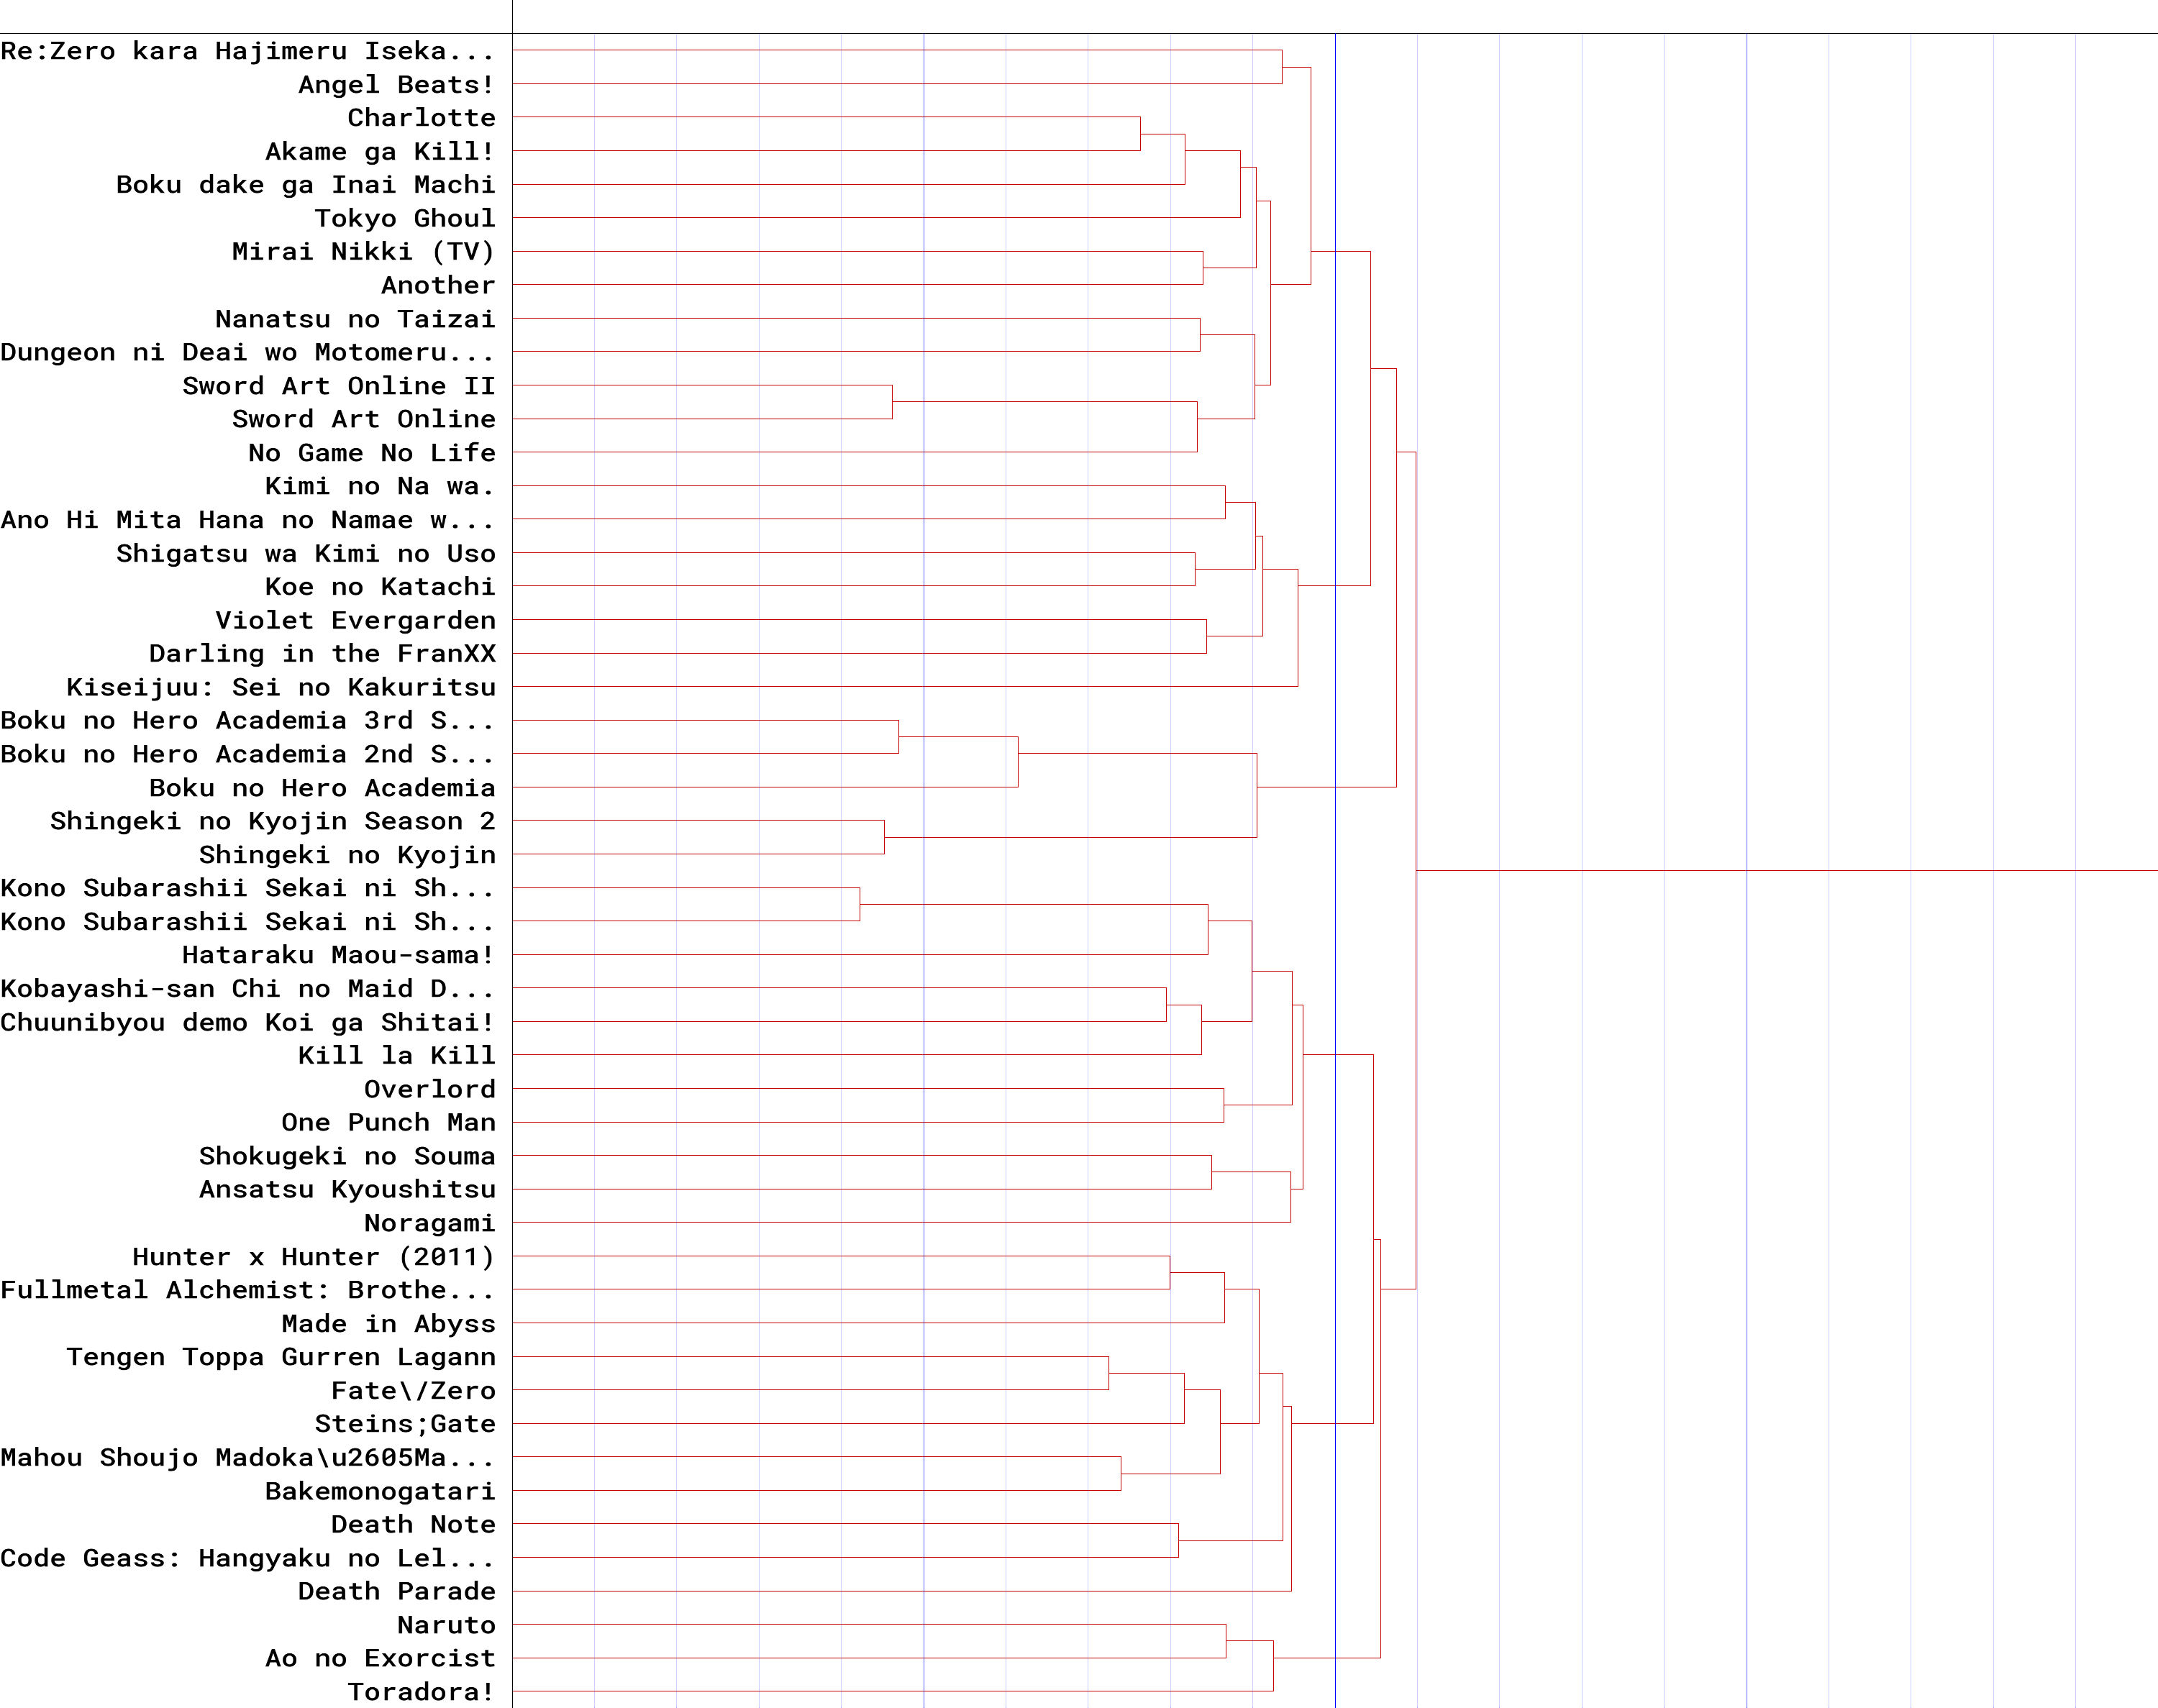 Re:Zero kara Hajimeru Iseka...
Angel Beats!
Charlotte
Akame ga Kill!
Boku dake ga Inai Machi
Tokyo Ghoul
Mirai Nikki (TV)
Another
Nanatsu no Taizai
Dungeon ni Deai wo Motomeru...
Sword Art Online II
Sword Art Online
No Game No Life
Kimi no Na wa.
Ano Hi Mita Hana no Namae w...
Shigatsu wa Kimi no Uso
Koe no Katachi
Violet Evergarden
Darling in the FranXX
Kiseijuu: Sei no Kakuritsu
Boku no Hero Academia 3rd S...
Boku no Hero Academia 2nd S...
Boku no Hero Academia
Shingeki no Kyojin Season 2
Shingeki no Kyojin
Kono Subarashii Sekai ni Sh...
Kono Subarashii Sekai ni Sh...
Hataraku Maou-sama!
Kobayashi-san Chi no Maid D...
Chuunibyou demo Koi ga Shitai!
Kill la Kill
Overlord
One Punch Man
Shokugeki no Souma
Ansatsu Kyoushitsu
Noragami
Hunter x Hunter (2011)
Fullmetal Alchemist: Brothe...
Made in Abyss
Tengen Toppa Gurren Lagann
Fate\/Zero
Steins;Gate
Mahou Shoujo Madoka\u2605Ma...
Bakemonogatari
Death Note
Code Geass: Hangyaku no Lel...
Death Parade
Naruto
Ao no Exorcist
Toradora!